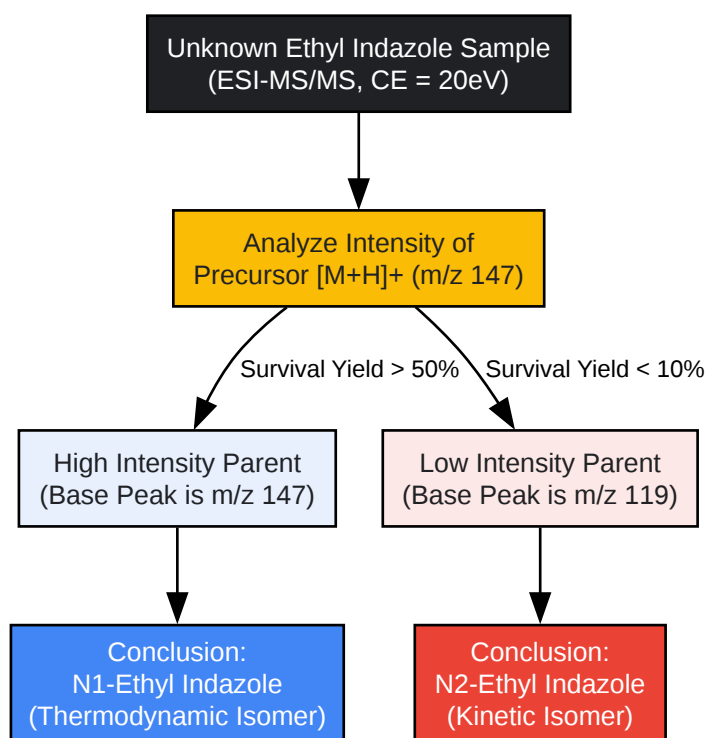 Unknown Ethyl Indazole Sample
(ESI-MS/MS, CE = 20eV)
Analyze Intensity of
Precursor [M+H]+ (m/z 147)
Survival Yield > 50%
Survival Yield < 10%
High Intensity Parent
(Base Peak is m/z 147)
Low Intensity Parent
(Base Peak is m/z 119)
Conclusion:
N1-Ethyl Indazole
(Thermodynamic Isomer)
Conclusion:
N2-Ethyl Indazole
(Kinetic Isomer)